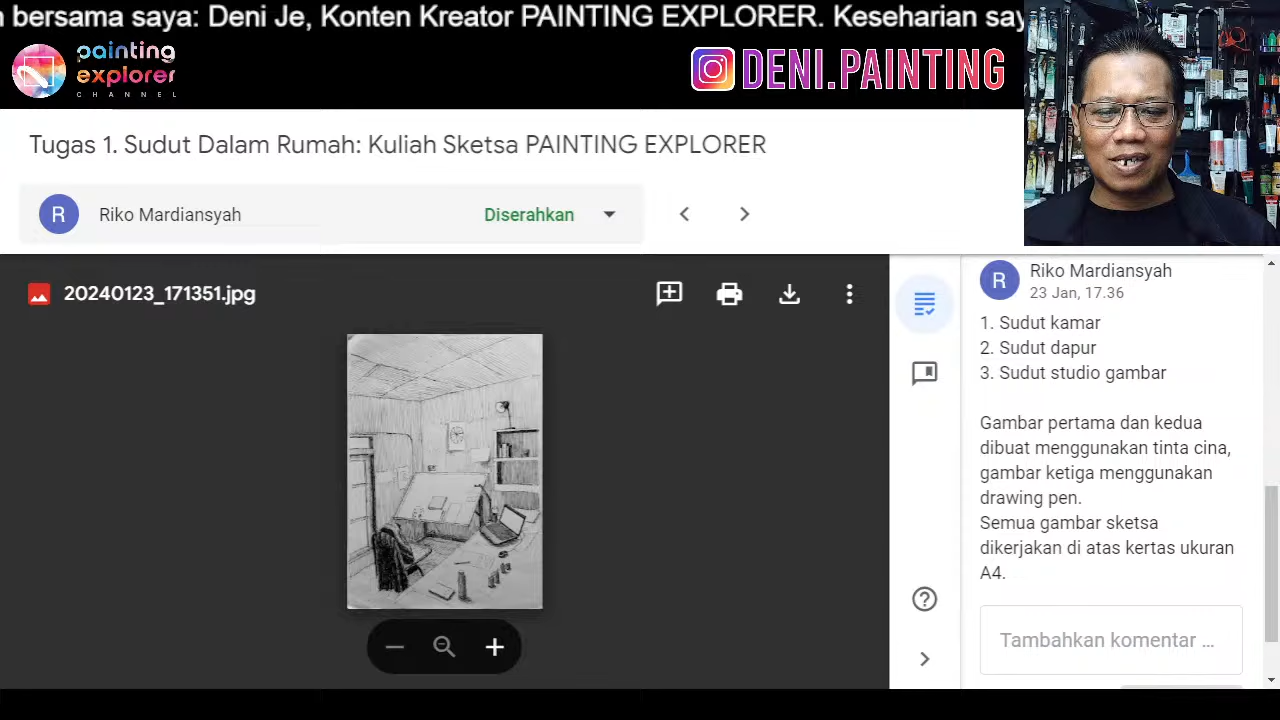 bersama saya: Deni Je, Konten Kreator PAINTING EXPLORER. Keseharian
painting
explorer
CHANNEL
DENI.PAINTING
Tugas 1. Sudut Dalam Rumah: Kuliah Sketsa PAINTING EXPLORER
R
Riko Mardiansyah
Diserahkan
20240123_171351.jpg
R
Riko Mardiansyah
23 Jan, 17.36
1. Sudut kamar
2. Sudut dapur
3. Sudut studio gambar
Gambar pertama dan kedua
dibuat menggunakan tinta cina,
gambar ketiga menggunakan
drawing pen.
Semua gambar sketsa
dikerjakan di atas kertas ukuran
A4.
Tambahkan komentar ...